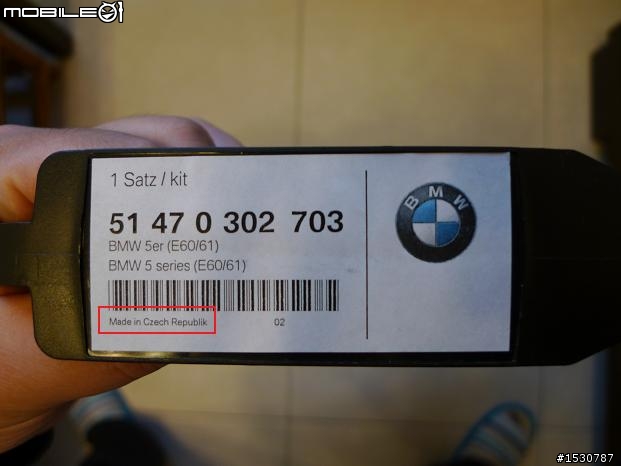 MOBILE01
1 Satz / kit
51 47 0 302 703
BMW 5er (E60/61)
BMW 5 series (E60/61)
Made in Czech Republik
02
BMW
#1530787